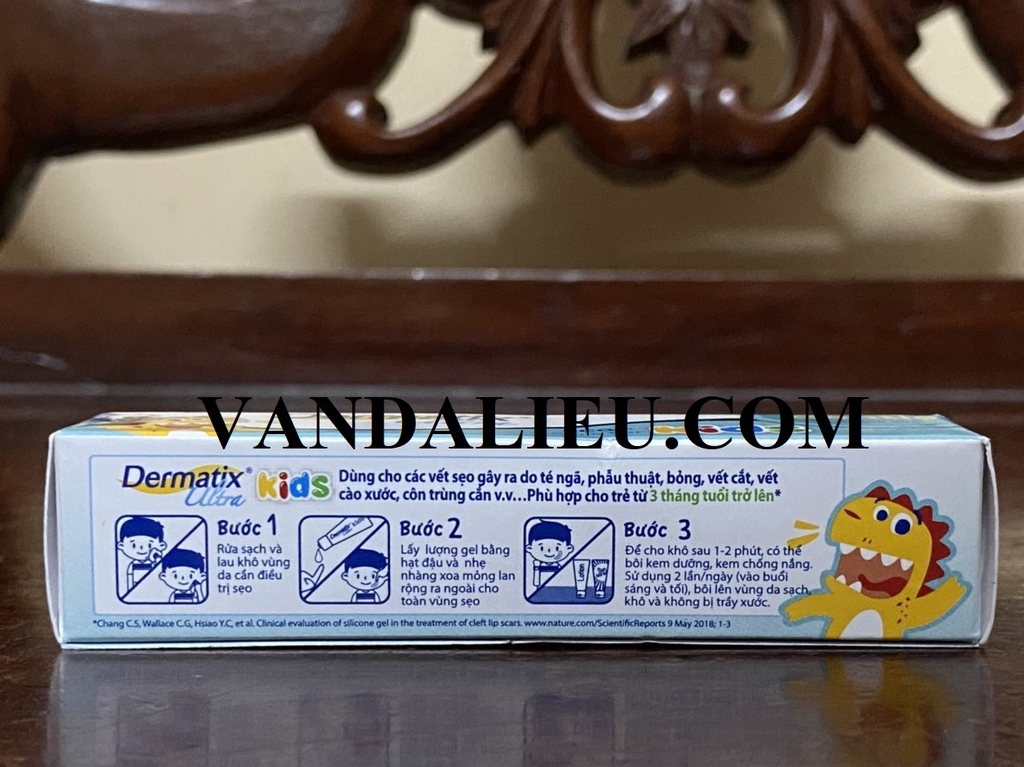 VANDALIEU.COM
Dermatix® Ultra kids
Dùng cho các vết sẹo gây ra do té ngã, phẫu thuật, bỏng, vết cắt, vết
cào xước, côn trùng cắn v.v...Phù hợp cho trẻ từ 3 tháng tuổi trở lên*
Bước 1
Rửa sạch và
lau khô vùng
da cần điều
trị sẹo
Bước 2
Lấy lượng gel bằng
hạt đậu và nhẹ
nhàng xoa mỏng lan
rộng ra ngoài cho
toàn vùng sẹo
Bước 3
Để cho khô sau 1-2 phút, có thể
bôi kem dưỡng, kem chống nắng.
Sử dụng 2 lần/ngày (vào buổi
sáng và tối), bôi lên vùng da sạch,
khô và không bị trầy xước.
*Chang C.S, Wallace C.G, Hsiao Y.C, et al. Clinical evaluation of silicone gel in the treatment of cleft lip scars. www.nature.com/ScientificReports 9 May 2018; 1-3